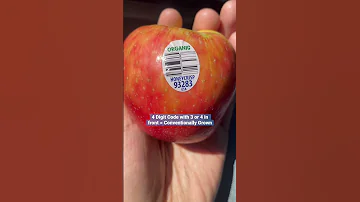 ORGANIC
HONEYCRISP
93283
4 Digit Code with 3 or 4 in
front = Conventionally Grown